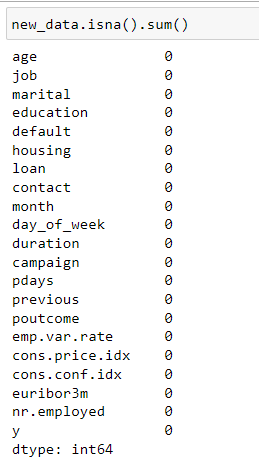 new_data.isna().sum()
age 0
job 0
marital 0
education 0
default 0
housing 0
loan 0
contact 0
month 0
day_of_week 0
duration 0
campaign 0
pdays 0
previous 0
poutcome 0
emp.var.rate 0
cons.price.idx 0
cons.conf.idx 0
euribor3m 0
nr.employed 0
y 0
dtype: int64